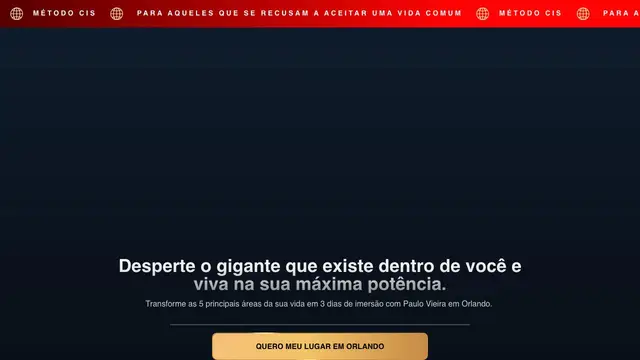 MÉTODO CIS PARA AQUELES QUE SE RECUSAM A ACEITAR UMA VIDA COMUM MÉTODO CIS PARA A
Desperte o gigante que existe dentro de você e
viva na sua máxima potência.
Transforme as 5 principais áreas da sua vida em 3 dias de imersão com Paulo Vieira em Orlando.
QUERO MEU LUGAR EM ORLANDO